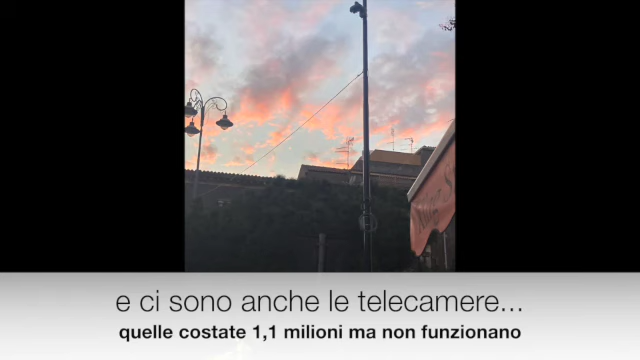 e ci sono anche le telecamere...
quelle costate 1,1 milioni ma non funzionano